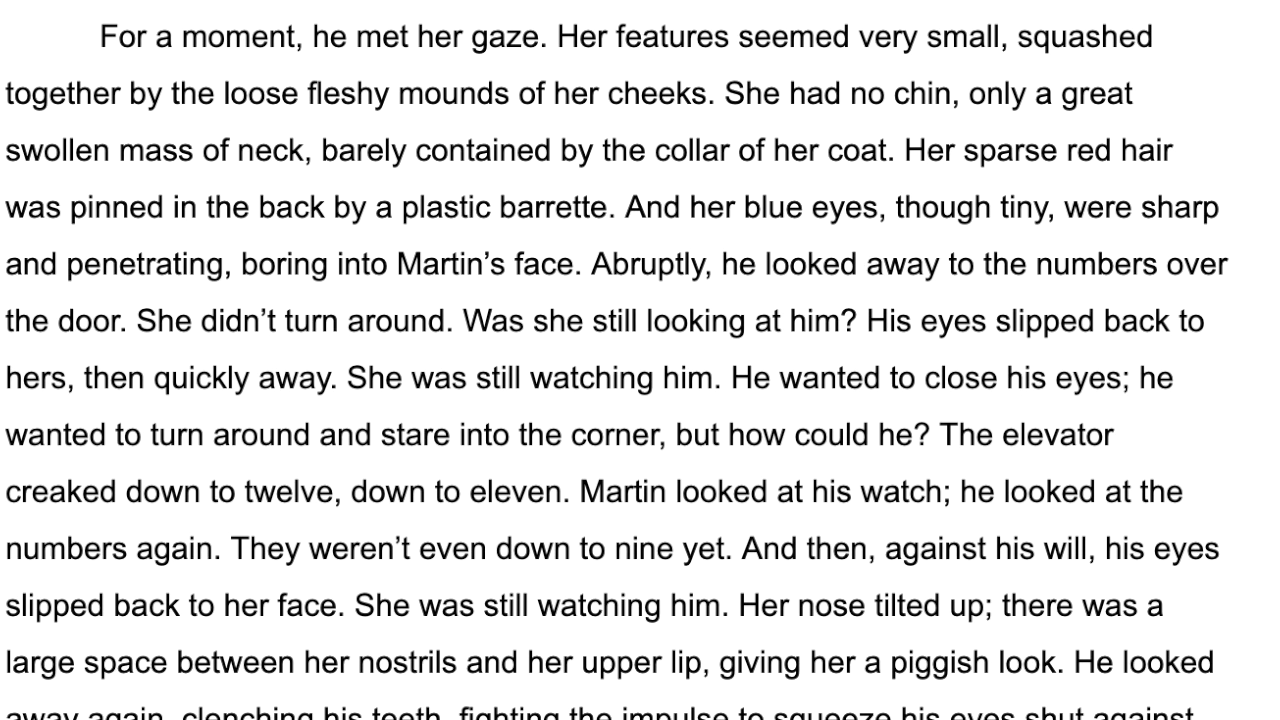 For a moment, he met her gaze. Her features seemed very small, squashed
together by the loose fleshy mounds of her cheeks. She had no chin, only a great
swollen mass of neck, barely contained by the collar of her coat. Her sparse red hair
was pinned in the back by a plastic barrette. And her blue eyes, though tiny, were sharp
and penetrating, boring into Martin’s face. Abruptly, he looked away to the numbers over
the door. She didn’t turn around. Was she still looking at him? His eyes slipped back to
hers, then quickly away. She was still watching him. He wanted to close his eyes; he
wanted to turn around and stare into the corner, but how could he? The elevator
creaked down to twelve, down to eleven. Martin looked at his watch; he looked at the
numbers again. They weren’t even down to nine yet. And then, against his will, his eyes
slipped back to her face. She was still watching him. Her nose tilted up; there was a
large space between her nostrils and her upper lip, giving her a piggish look. He looked
away again, clenching his teeth, fighting the impulse to squeeze his eyes shut against